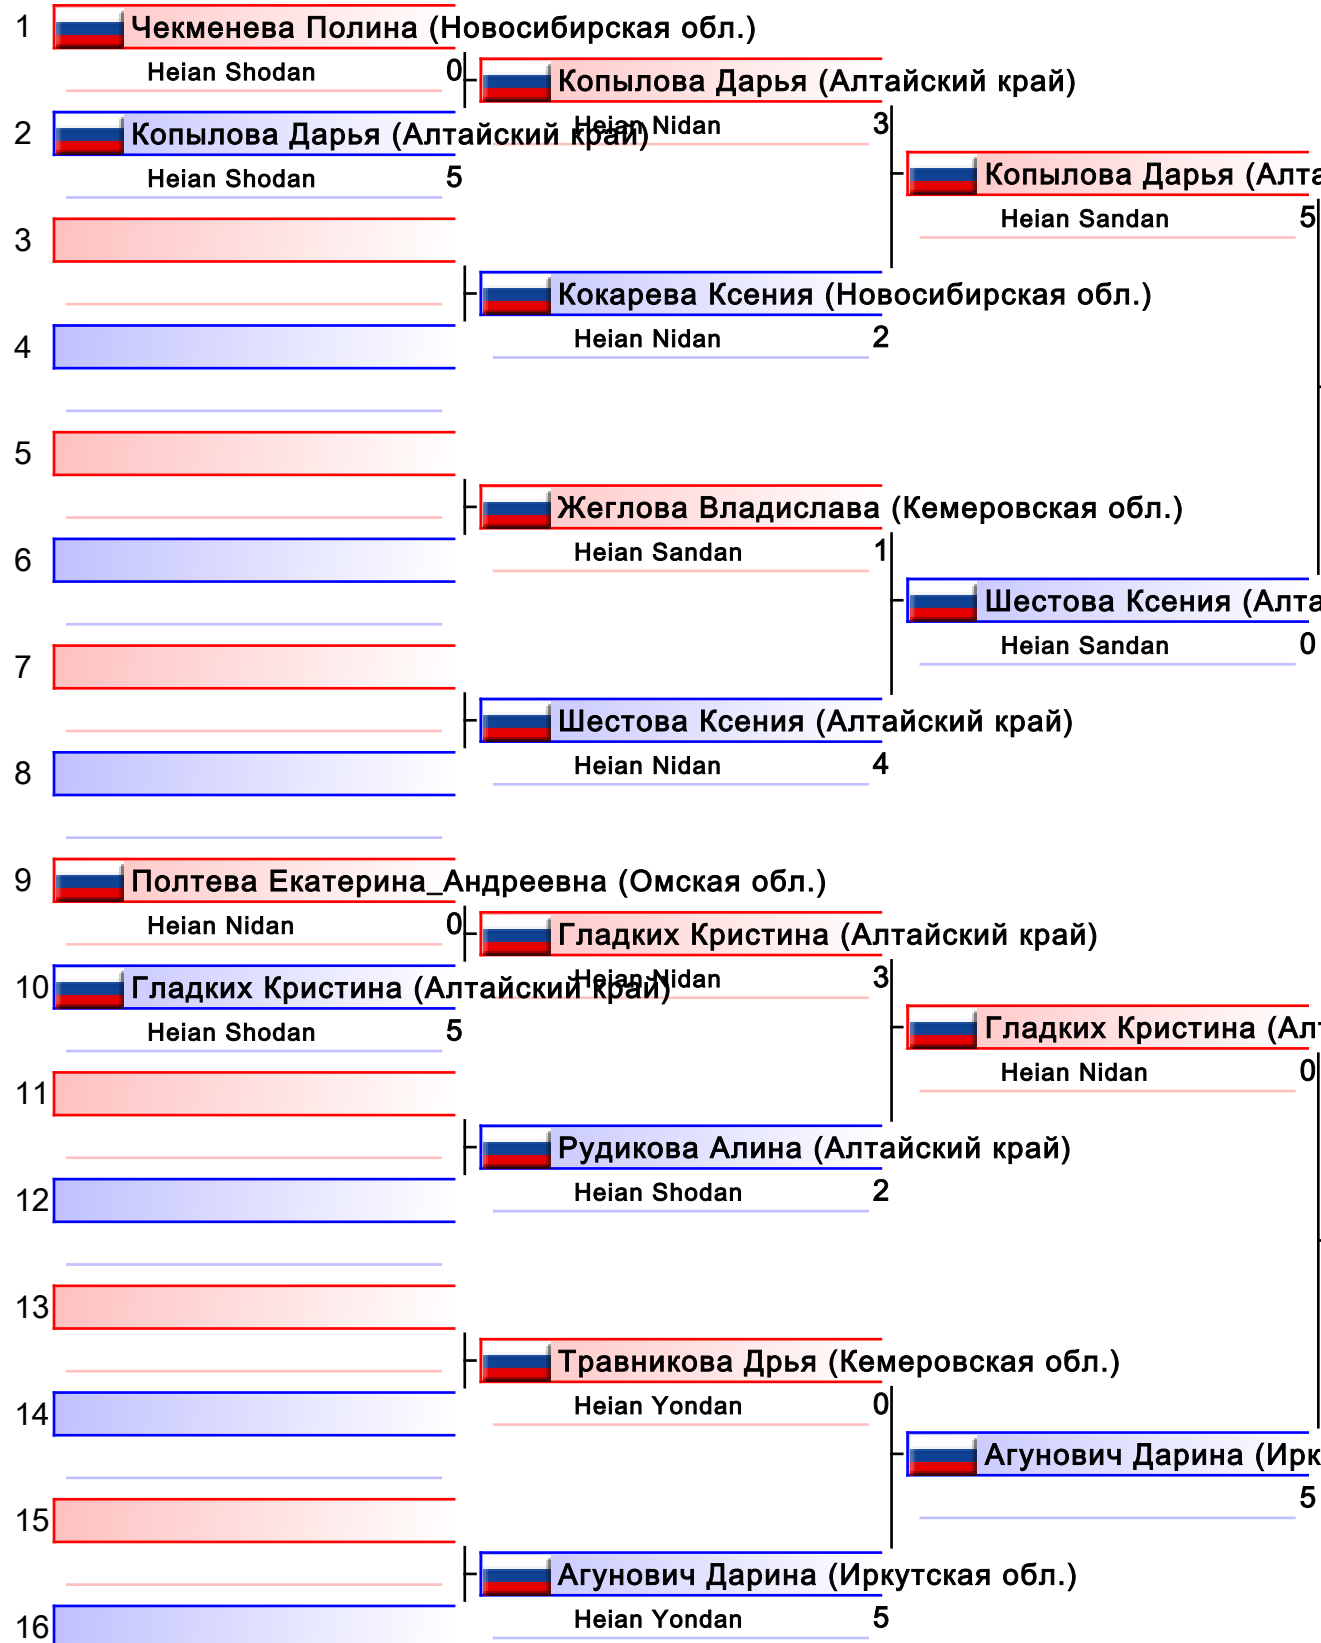 1 Чекменева Полина (Новосибирская обл.)
Heian Shodan 0
Копылова Дарья (Алтайский край)
Heian Nidan 3
2 Копылова Дарья (Алтайский край)
Heian Shodan 5
Копылова Дарья (Алта
Heian Sandan 5
3
Кокарева Ксения (Новосибирская обл.)
Heian Nidan 2
4
5
Жеглова Владислава (Кемеровская обл.)
Heian Sandan 1
6
Шестова Ксения (Алта
Heian Sandan 0
7
Шестова Ксения (Алтайский край)
Heian Nidan 4
8
9 Полтева Екатерина_Андреевна (Омская обл.)
Heian Nidan 0
Гладких Кристина (Алтайский край)
Heian Nidan 3
10 Гладких Кристина (Алтайский край)
Heian Shodan 5
Гладких Кристина (Ал
Heian Nidan 0
11
Рудикова Алина (Алтайский край)
Heian Shodan 2
12
13
Травникова Дрья (Кемеровская обл.)
Heian Yondan 0
14
Агунович Дарина (Ирк
5
15
Агунович Дарина (Иркутская обл.)
Heian Yondan 5
16